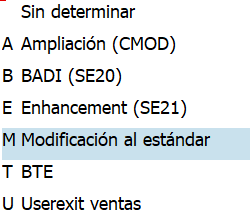 Sin determinar
A Ampliación (CMOD)
B BADI (SE20)
E Enhancement (SE21)
M Modificación al estándar
T BTE
U Userexit ventas